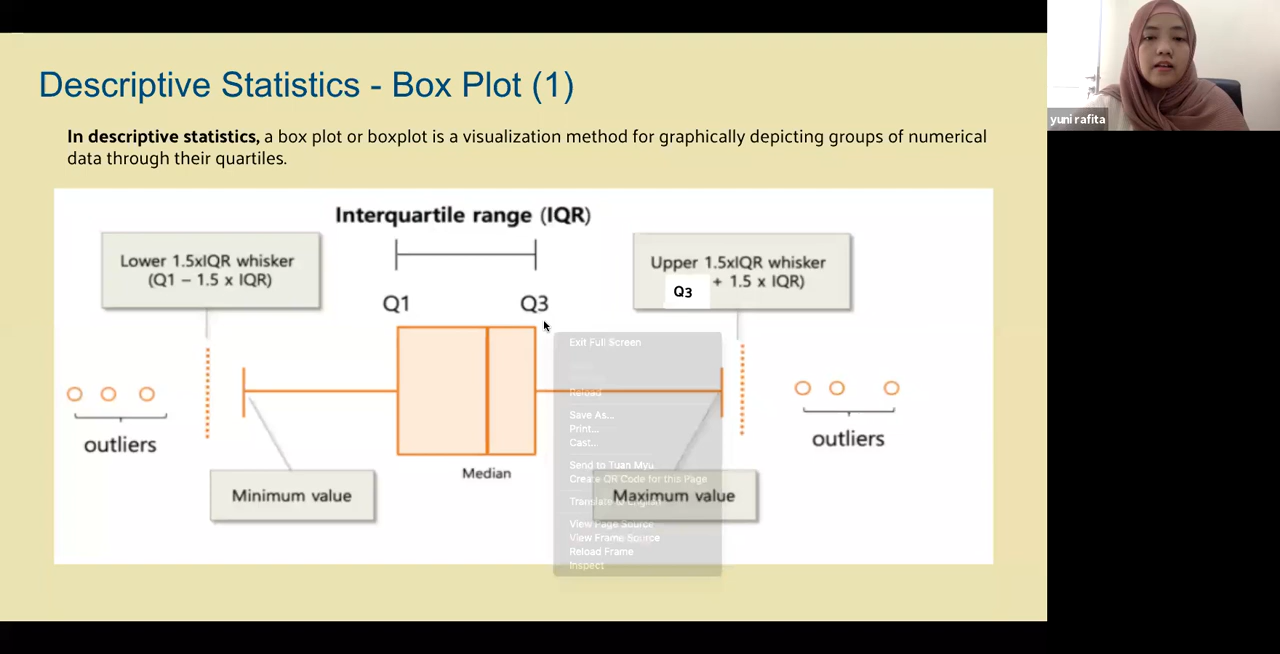 Descriptive Statistics - Box Plot (1)
In descriptive statistics, a box plot or boxplot is a visualization method for graphically depicting groups of numerical
data through their quartiles.
yuni rafita
Interquartile range (IQR)
Lower 1.5xIQR whisker
(Q1 – 1.5 x IQR)
Upper 1.5xIQR whisker
Q3 + 1.5 x IQR)
Q1
Q3
Exit Full Screen
Reload
Save As...
Print...
Cast...
Send to Tuan Myu
Create QR Code for this Page
Translate to English
View Page Source
View Frame Source
Reload Frame
Inspect
outliers
outliers
Median
Minimum value
Maximum value